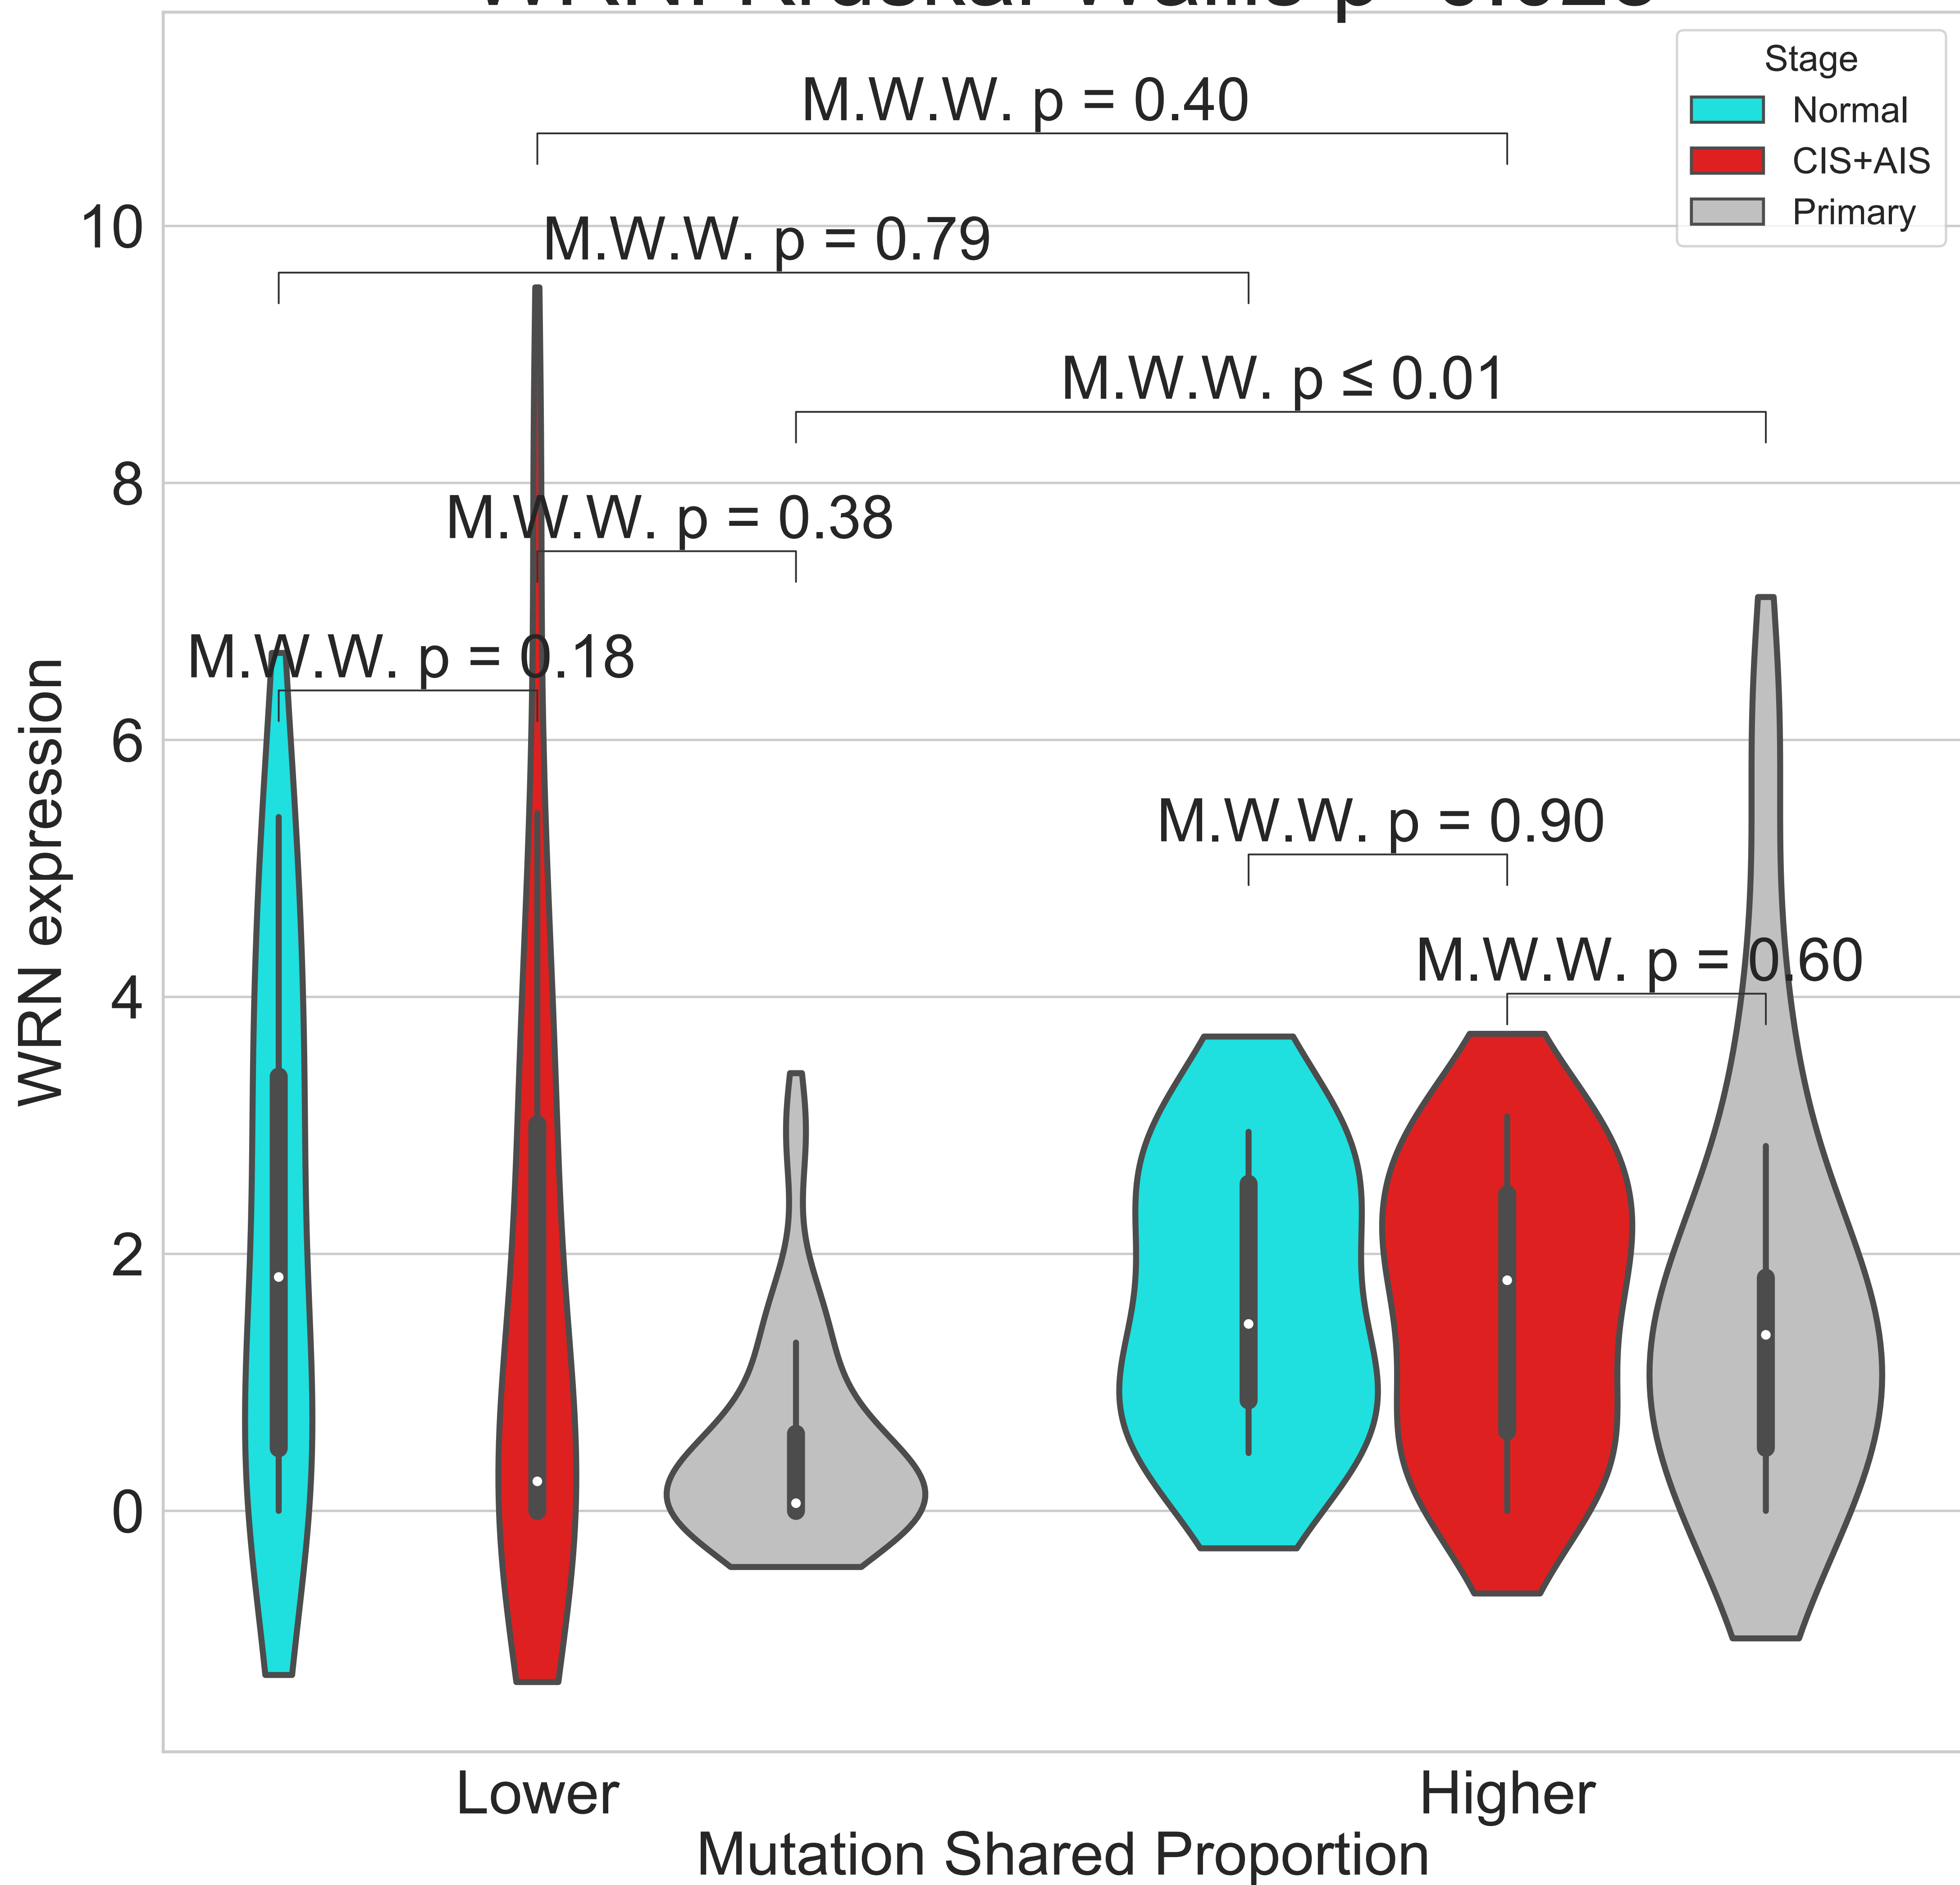 Stage
Normal
CIS+AIS
Primary
M.W.W. p = 0.40
M.W.W. p = 0.79
M.W.W. p ≤ 0.01
M.W.W. p = 0.38
M.W.W. p = 0.18
M.W.W. p = 0.90
M.W.W. p = 0.60
10
8
6
4
2
0
WRN expression
Lower
Higher
Mutation Shared Proportion